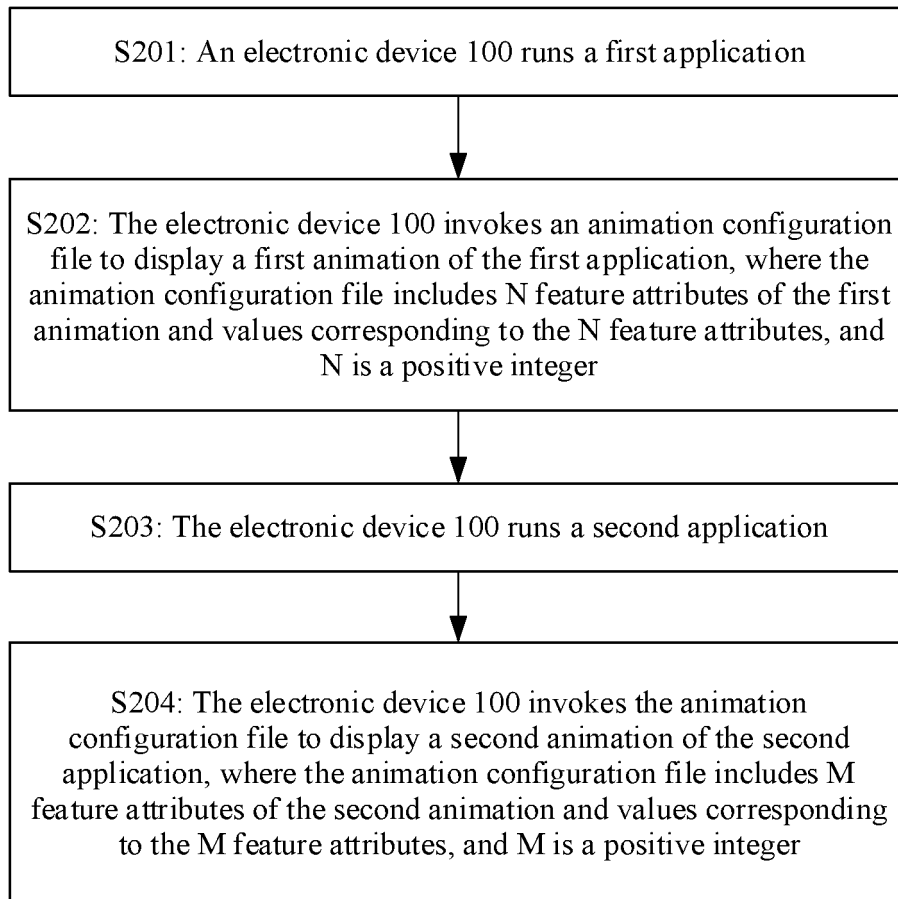 S201: An electronic device 100 runs a first application
S202: The electronic device 100 invokes an animation configuration
file to display a first animation of the first application, where the
animation configuration file includes N feature attributes of the first
animation and values corresponding to the N feature attributes, and
N is a positive integer
S203: The electronic device 100 runs a second application
S204: The electronic device 100 invokes the animation
configuration file to display a second animation of the second
application, where the animation configuration file includes M
feature attributes of the second animation and values corresponding
to the M feature attributes, and M is a positive integer